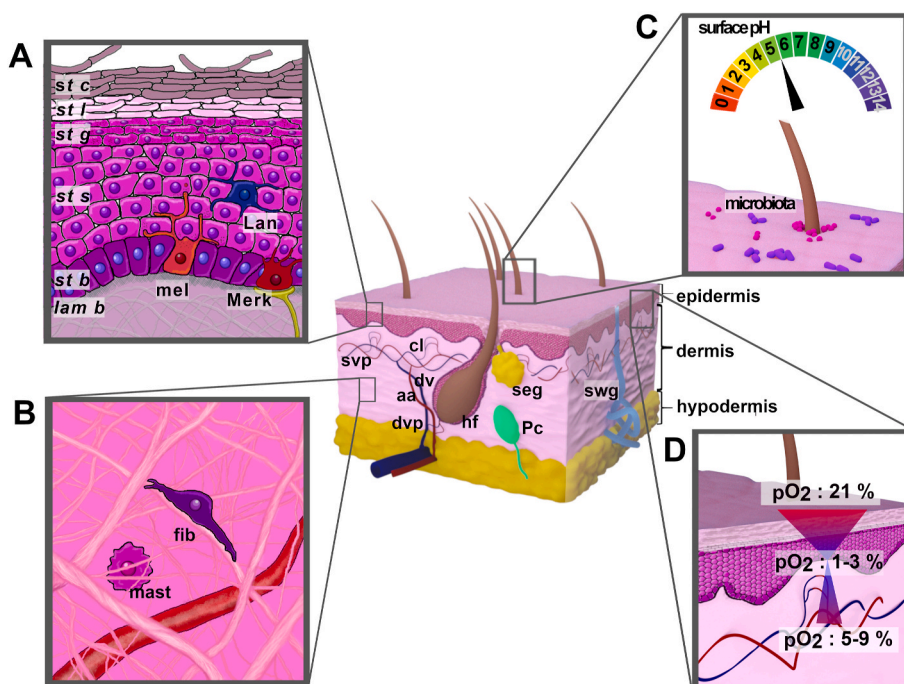 A
st c
st l
st g
st s
Lan
st b
mel
Merk
lam b
C
surface pH
0 1 2 3 4 5 6 7 8 9 10 11 12 13 14
microbiota
epidermis
dermis
hypodermis
svp
cl
dv
aa
dvp
hf
seg
Pc
swg
B
fib
mast
D
pO2 : 21 %
pO2 : 1-3 %
pO2 : 5-9 %